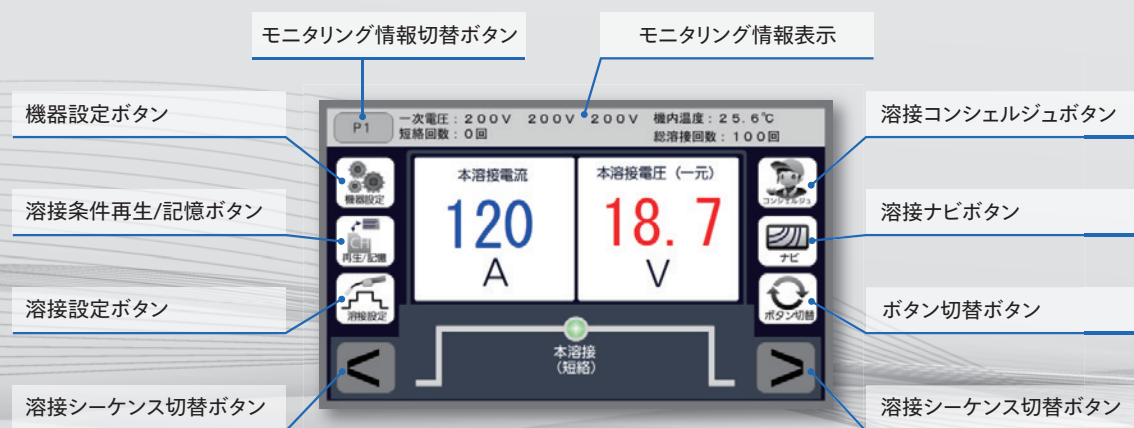 モニタリング情報切替ボタン
モニタリング情報表示
機器設定ボタン
溶接条件再生/記憶ボタン
溶接設定ボタン
溶接シーケンス切替ボタン
P1
一次電圧：200V 200V 200V 機内温度：25.6℃
短絡回数：0回 総溶接回数：100回
機器設定
CH
再生/記憶
溶接設定
本溶接電流
120
A
本溶接電圧（一元）
18.7
V
コンシェルジュ
ナビ
ボタン切替
<
本溶接
（短絡）
>
溶接コンシェルジュボタン
溶接ナビボタン
ボタン切替ボタン
溶接シーケンス切替ボタン